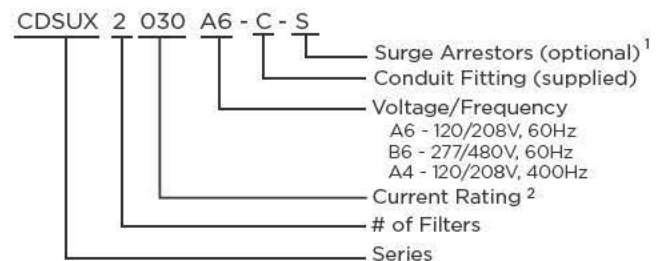 CDSUX 2 030 A6 - C - S
Surge Arrestors (optional) 1
Conduit Fitting (supplied)
Voltage/Frequency
A6 - 120/208V, 60Hz
B6 - 277/480V, 60Hz
A4 - 120/208V, 400Hz
Current Rating 2
# of Filters
Series